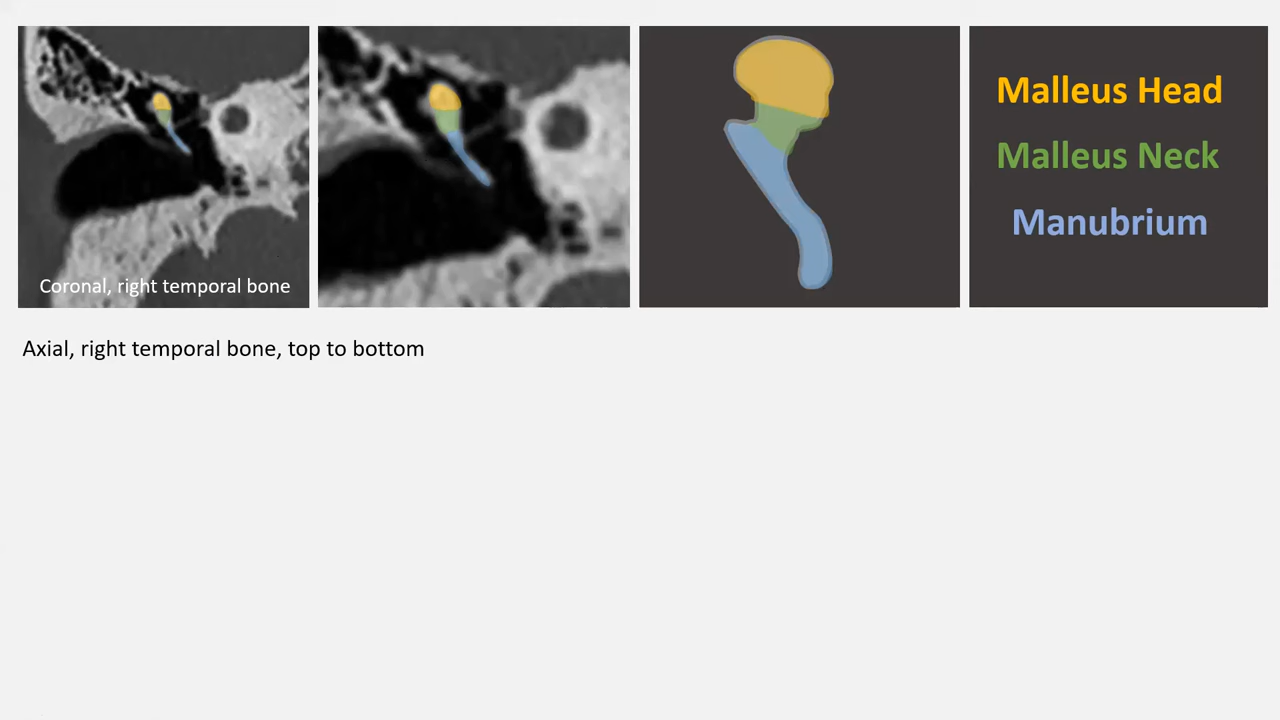 Malleus Head
Malleus Neck
Manubrium
Coronal, right temporal bone
Axial, right temporal bone, top to bottom